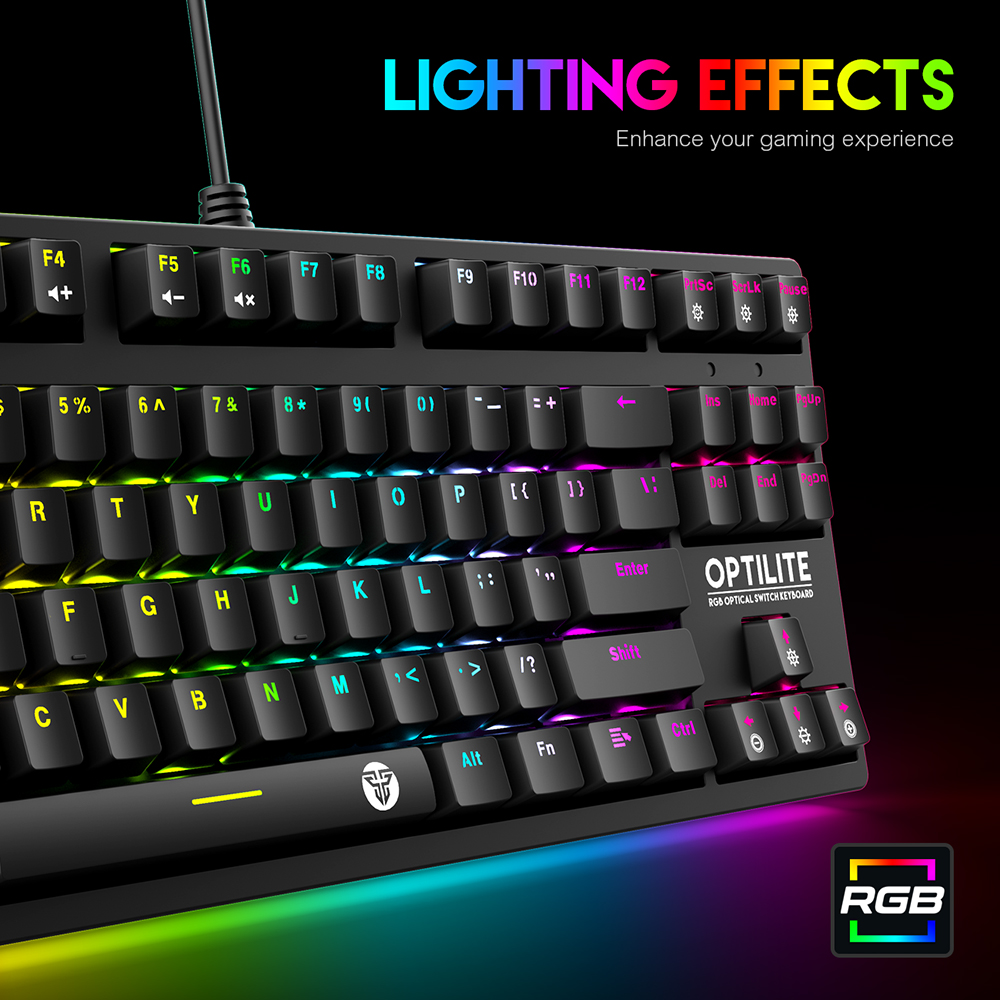 LIGHTING EFFECTS
Enhance your gaming experience
F4 F5 F6 F7 F8 F9 F10 F11 F12 PrtSc ScrLk Pause
$ 5 % 6 ^ 7 & 8 * 9 ( 0 ) - _ = + ← Ins Home PgUp
R T Y U I O P [ { ] } \ | Del End PgDn
F G H J K L ; : ' " Enter
OPTILITE
RGB OPTICAL SWITCH KEYBOARD
C V B N M , < . > / ? Shift
Alt Fn Ctrl
RGB